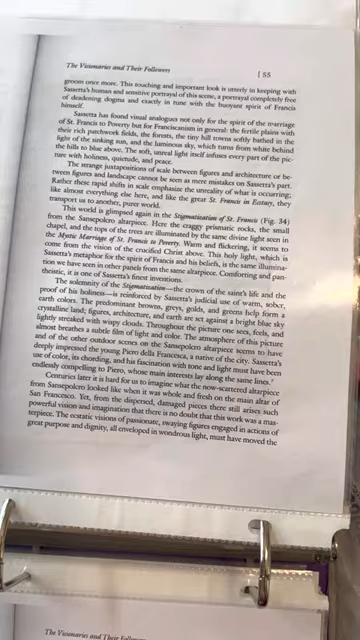 The Visionaries and Their Followers [ 55
groom once more. This touching and important look is utterly in keeping with
Sassetta's human and sensitive portrayal of this scene, a portrayal completely free
of deadening dogma and exactly in tune with the buoyant spirit of Francis
himself.
Sassetta has found visual analogues not only for the spirit of the marriage
of St. Francis to Poverty but for Franciscanism in general: the fertile plains with
their rich patchwork fields, the forests, the tiny hill towns softly bathed in the
light of the sinking sun, and the luminous sky, which turns from white behind
the hills to blue above. The soft, unreal light itself infuses every part of the pic-
ture with holiness, quietude, and peace.
The strange juxtapositions of scale between figures and architecture or be-
tween figures and landscape cannot be seen as mere mistakes on Sassetta's part.
Rather these rapid shifts in scale emphasize the unreality of what is occurring;
like almost everything else here, and like the great St. Francis in Ecstasy, they
transport us to another, purer world.
This world is glimpsed again in the Stigmatisation of St. Francis (Fig. 34)
from the Sansepolcro altarpiece. Here the craggy prismatic rocks, the small
chapel, and the tops of the trees are illuminated by the same divine light seen in
the Mystic Marriage of St. Francis to Poverty. Warm and flickering, it seems to
come from the vision of the crucified Christ above. This holy light, which is
Sassetta's metaphor for the spirit of Francis and his beliefs, is the same illumina-
tion we have seen in other panels from the same altarpiece. Comforting and pan-
theistic, it is one of Sassetta's finest inventions.
The solemnity of the Stigmatisation—the crown of the saint's life and the
proof of his holiness—is reinforced by Sassetta's judicial use of warm, sober,
earth colors. The predominant browns, greys, golds, and greens help form a
crystalline land; figures, architecture, and earth are set against a bright blue sky
lightly streaked with wispy clouds. Throughout the picture one sees, feels, and
almost breathes a subtle film of light and color. The atmosphere of this picture
and of the other outdoor scenes on the Sansepolcro altarpiece seems to have
deeply impressed the young Piero della Francesca, a native of the city. Sassetta's
use of color, its chording, and his fascination with tone and light must have been
endlessly compelling to Piero, whose main interests lay along the same lines.7
Centuries later it is hard for us to imagine what the now-scattered altarpiece
from Sansepolcro looked like when it was whole and fresh on the main altar of
San Francesco. Yet, from the dispersed, damaged pieces there still arises such
powerful vision and imagination that there is no doubt that this work was a mas-
terpiece. The ecstatic visions of passionate, swaying figures engaged in actions of
great purpose and dignity, all enveloped in wondrous light, must have moved the
The Visionaries and Their